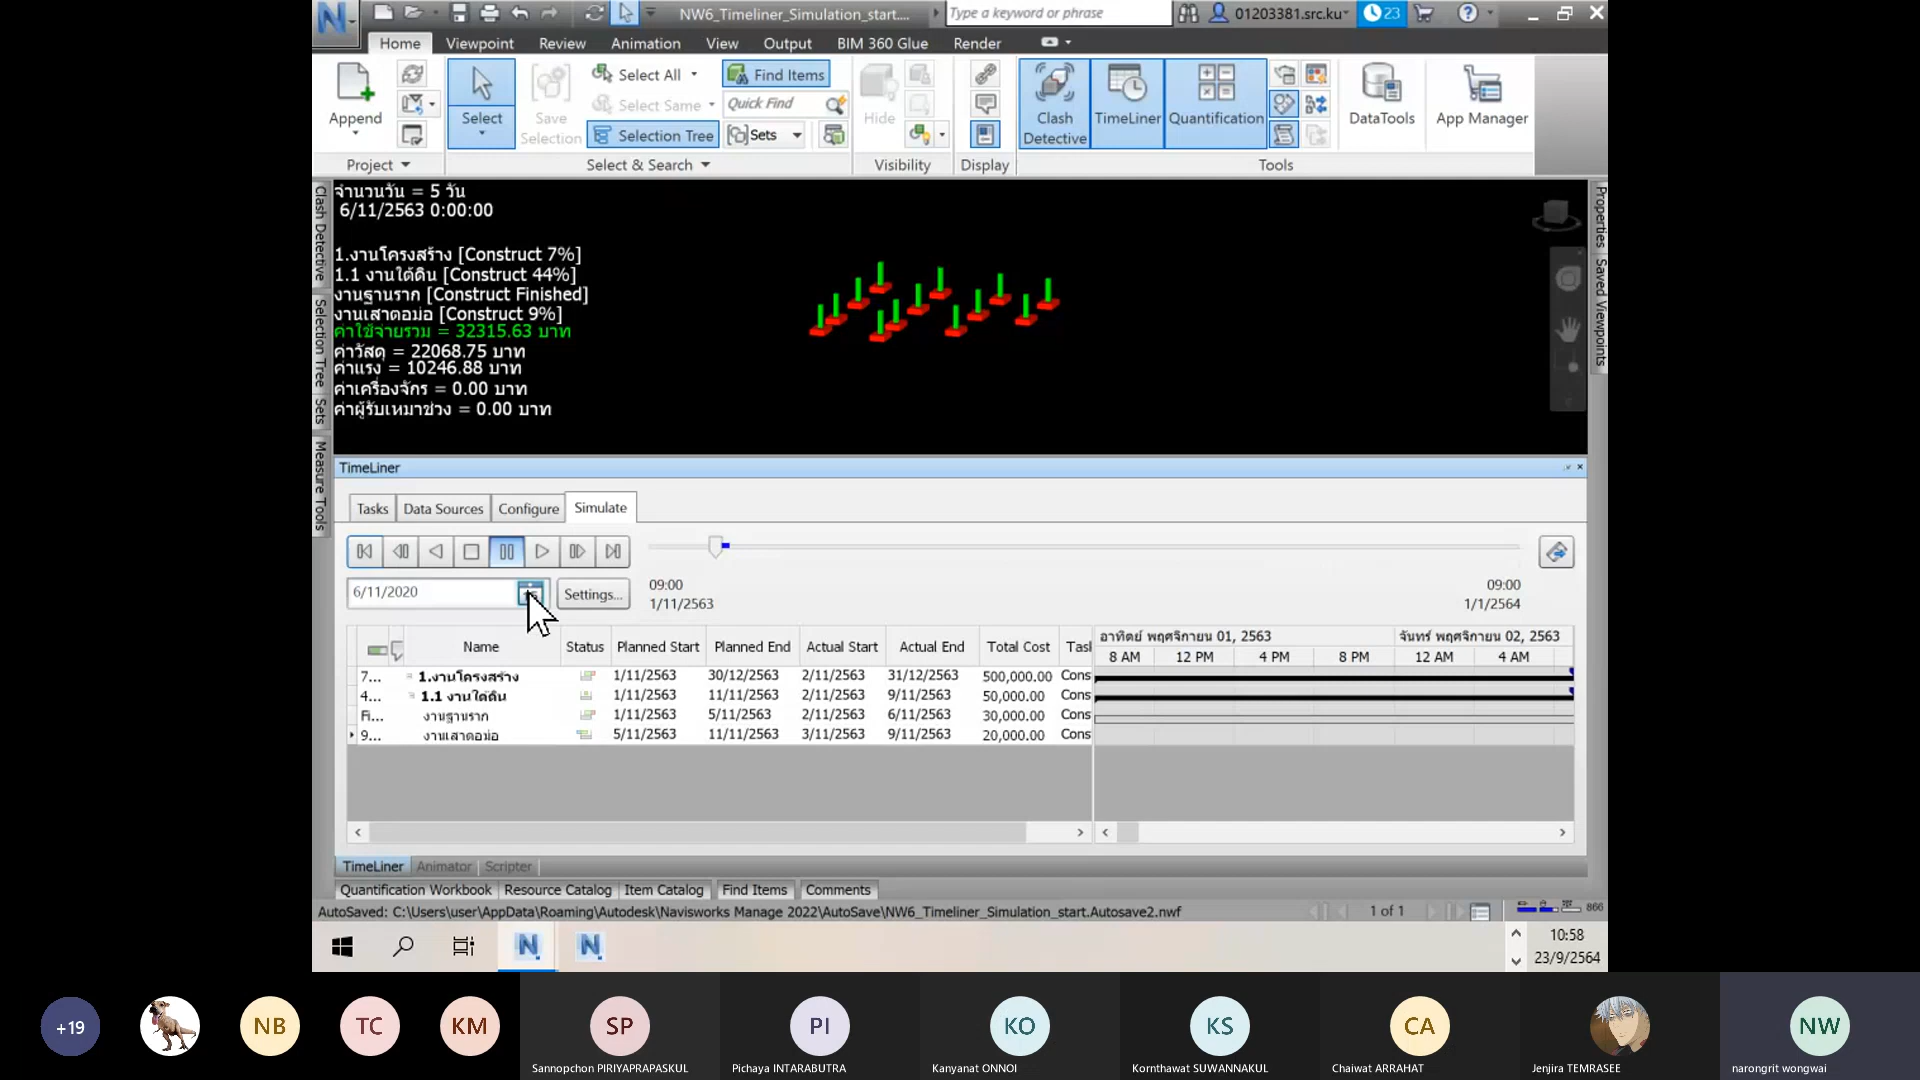 NW6_Timeliner_Simulation_start....
Type a keyword or phrase
01203381.src.ku
23
Home Viewpoint Review Animation View Output BIM 360 Glue Render
Append
Project
Select
Save Selection
Select All
Select Same
Selection Tree
Find Items
Quick Find
Sets
Select & Search
Hide
Visibility
Display
Clash Detective
TimeLiner
Quantification
DataTools
App Manager
Tools
Clash Detective
Selection Tree
Sets
Measure Tools
Properties
Saved Viewpoints
จำนวนวัน = 5 วัน
6/11/2563 0:00:00
1.งานโครงสร้าง [Construct 7%]
1.1 งานใต้ดิน [Construct 44%]
งานฐานราก [Construct Finished]
งานเสาตอม่อ [Construct 9%]
ค่าใช้จ่ายรวม = 32315.63 บาท
ค่าวัสดุ = 22068.75 บาท
ค่าแรง = 10246.88 บาท
ค่าเครื่องจักร = 0.00 บาท
ค่าผู้รับเหมาช่วง = 0.00 บาท
TimeLiner
Tasks Data Sources Configure Simulate
6/11/2020
Settings...
09:00
1/11/2563
09:00
1/1/2564
Name Status Planned Start Planned End Actual Start Actual End Total Cost Tas
อาทิตย์ พฤศจิกายน 01, 2563 จันทร์ พฤศจิกายน 02, 2563
8 AM 12 PM 4 PM 8 PM 12 AM 4 AM
7... 1.งานโครงสร้าง 1/11/2563 30/12/2563 2/11/2563 31/12/2563 500,000.00 Cons
4... 1.1 งานใต้ดิน 1/11/2563 11/11/2563 2/11/2563 9/11/2563 50,000.00 Cons
Fi... งานฐานราก 1/11/2563 5/11/2563 2/11/2563 6/11/2563 30,000.00 Cons
9... งานเสาตอม่อ 5/11/2563 11/11/2563 3/11/2563 9/11/2563 20,000.00 Cons
TimeLiner Animator Scripter
Quantification Workbook Resource Catalog Item Catalog Find Items Comments
AutoSaved: C:\Users\user\AppData\Roaming\Autodesk\Navisworks Manage 2022\AutoSave\NW6_Timeliner_Simulation_start.Autosave2.nwf
1 of 1
866
10:58
23/9/2564
+19 NB TC KM SP PI KO KS CA NW
Sannopchon PIRIYAPRAPASKUL
Pichaya INTARABUTRA
Kanyanat ONNOI
Kornthawat SUWANNAKUL
Chaiwat ARRAHAT
Jenjira TEMRASEE
narongrit wongwai